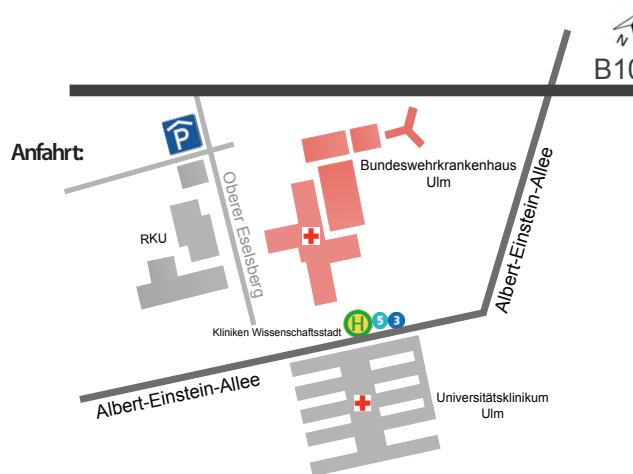 N
B10
Anfahrt:
P
Bundeswehrkrankenhaus
Ulm
Oberer Eselsberg
RKU
Albert-Einstein-Allee
Kliniken Wissenschaftsstadt
H
5
3
Albert-Einstein-Allee
Universitätsklinikum
Ulm